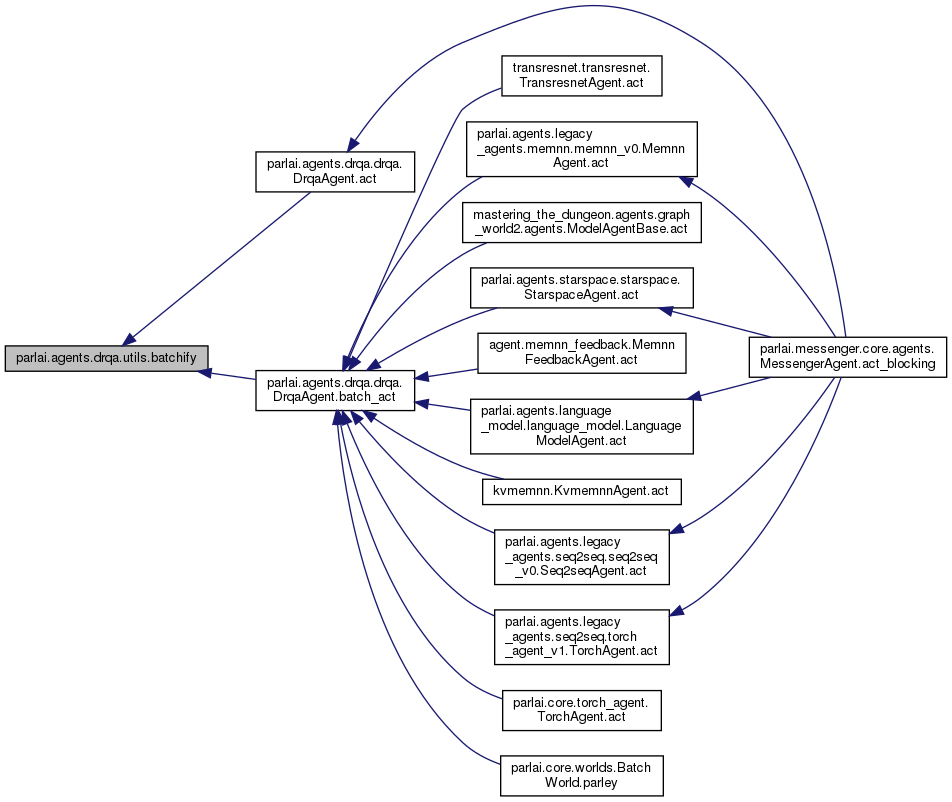 transresnet.transresnet.
TransresnetAgent.act
parlai.agents.legacy
_agents.memnn.memnn_v0.Memnn
Agent.act
parlai.agents.drqa.drqa.
DrqaAgent.act
mastering_the_dungeon.agents.graph
_world2.agents.ModelAgentBase.act
parlai.agents.starspace.starspace.
StarspaceAgent.act
parlai.agents.drqa.utils.batchify
agent.memnn_feedback.Memnn
FeedbackAgent.act
parlai.messenger.core.agents.
MessengerAgent.act_blocking
parlai.agents.drqa.drqa.
DrqaAgent.batch_act
parlai.agents.language
_model.language_model.Language
ModelAgent.act
kvmemnn.KvmemnnAgent.act
parlai.agents.legacy
_agents.seq2seq.seq2seq
_v0.Seq2seqAgent.act
parlai.agents.legacy
_agents.seq2seq.torch
_agent_v1.TorchAgent.act
parlai.core.torch_agent.
TorchAgent.act
parlai.core.worlds.Batch
World.parley